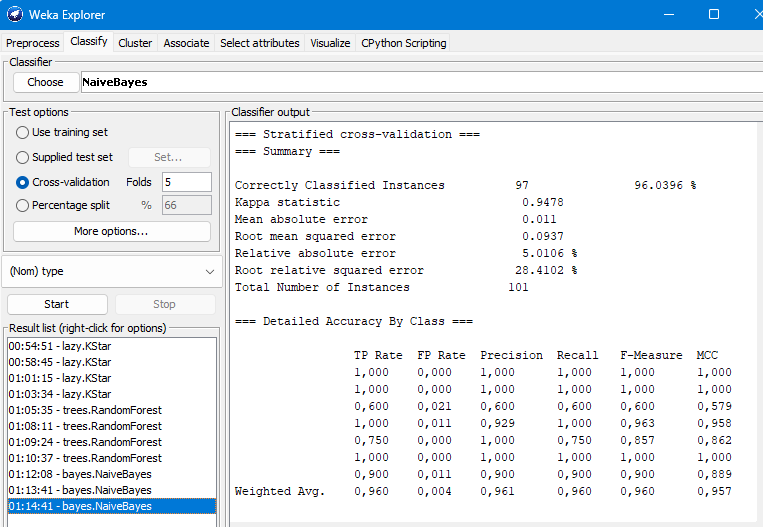 Weka Explorer
Preprocess Classify Cluster Associate Select attributes Visualize CPython Scripting
Classifier
Choose NaiveBayes
Test options
Use training set
Supplied test set Set...
Cross-validation Folds 5
Percentage split % 66
More options...
(Nom) type
Start Stop
Result list (right-click for options)
00:54:51 - lazy.KStar
00:58:45 - lazy.KStar
01:01:15 - lazy.KStar
01:03:34 - lazy.KStar
01:05:35 - trees.RandomForest
01:08:11 - trees.RandomForest
01:09:24 - trees.RandomForest
01:10:37 - trees.RandomForest
01:12:08 - bayes.NaiveBayes
01:13:41 - bayes.NaiveBayes
01:14:41 - bayes.NaiveBayes
Classifier output
=== Stratified cross-validation ===
=== Summary ===
Correctly Classified Instances 97 96.0396 %
Kappa statistic 0.9478
Mean absolute error 0.011
Root mean squared error 0.0937
Relative absolute error 5.0106 %
Root relative squared error 28.4102 %
Total Number of Instances 101
=== Detailed Accuracy By Class ===
TP Rate FP Rate Precision Recall F-Measure MCC
1,000 0,000 1,000 1,000 1,000 1,000
1,000 0,000 1,000 1,000 1,000 1,000
0,600 0,021 0,600 0,600 0,600 0,579
1,000 0,011 0,929 1,000 0,963 0,958
0,750 0,000 1,000 0,750 0,857 0,862
1,000 0,000 1,000 1,000 1,000 1,000
0,900 0,011 0,900 0,900 0,900 0,889
Weighted Avg. 0,960 0,004 0,961 0,960 0,960 0,957